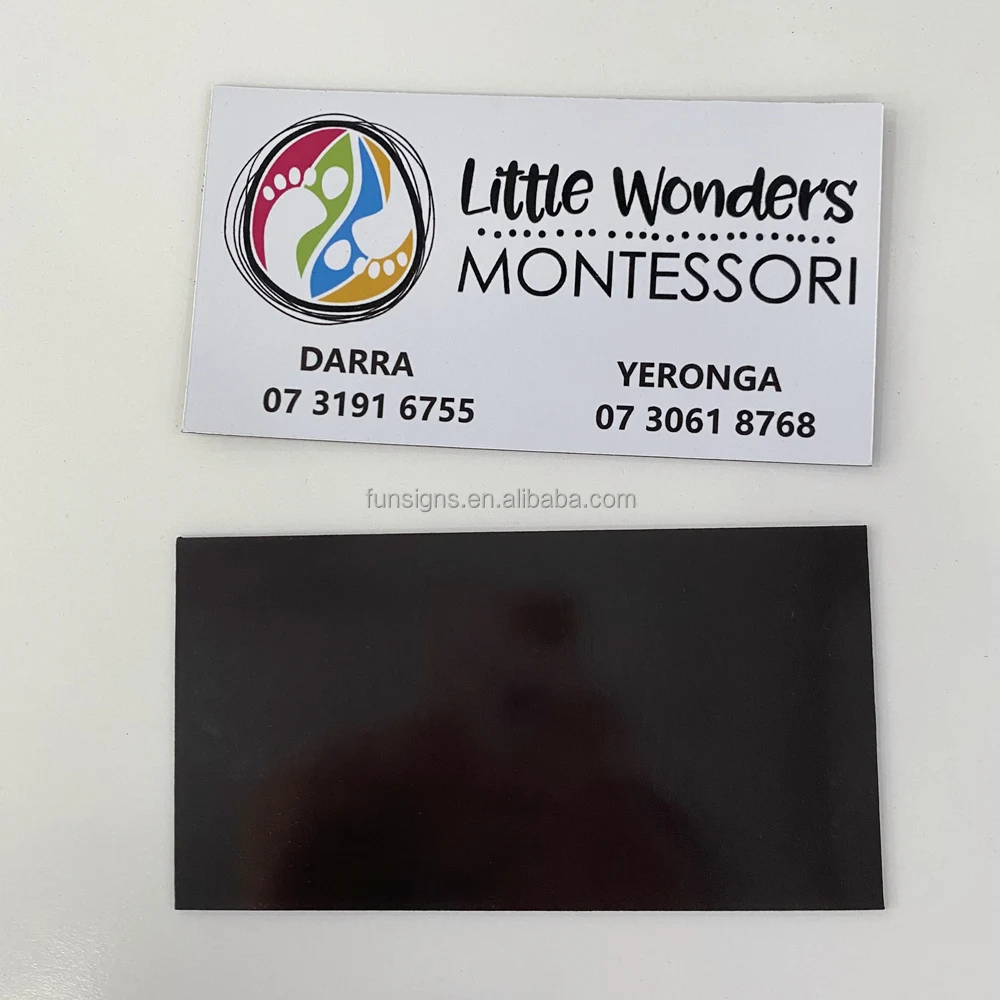 Little Wonders
MONTESSORI
DARRA
07 3191 6755
YERONGA
07 3061 8768
funsigns.en.alibaba.com